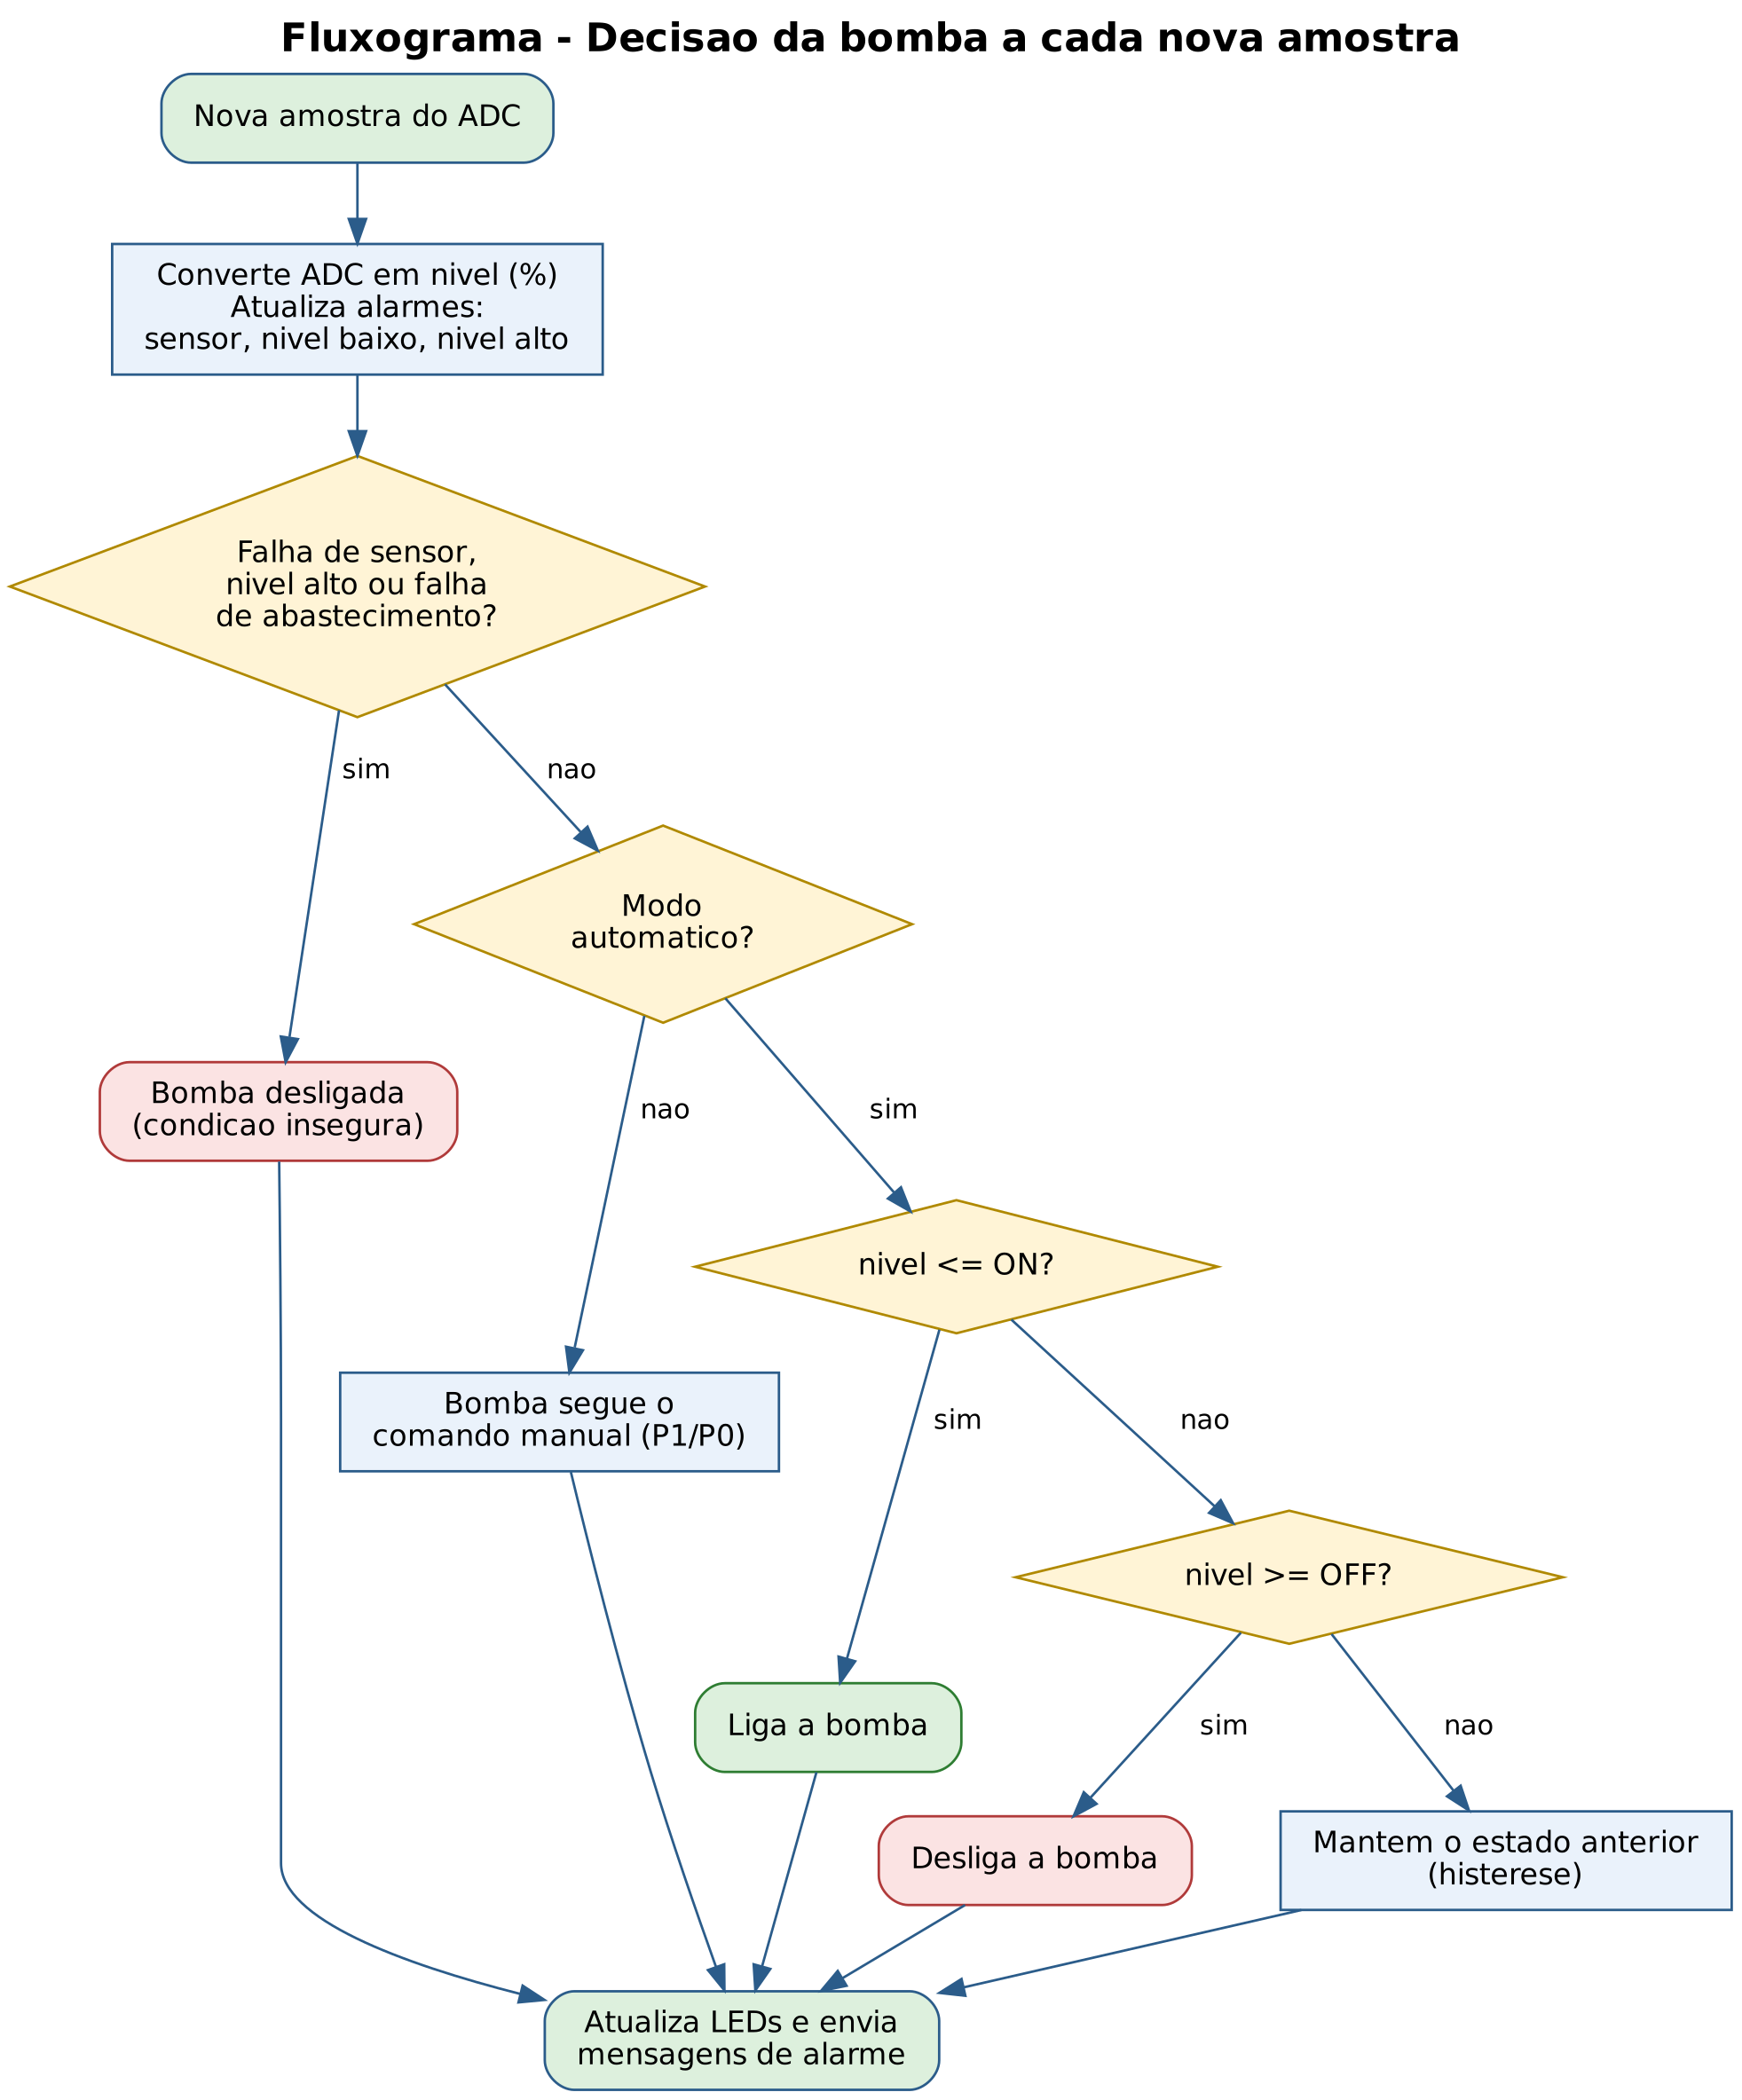 Fluxograma - Decisao da bomba a cada nova amostra
Nova amostra do ADC
Converte ADC em nivel (%)
Atualiza alarmes:
sensor, nivel baixo, nivel alto
Falha de sensor,
nivel alto ou falha
de abastecimento?
sim
nao
Modo
automatico?
Bomba desligada
(condicao insegura)
nao
sim
nivel <= ON?
Bomba segue o
comando manual (P1/P0)
sim
nao
nivel >= OFF?
Liga a bomba
sim
nao
Desliga a bomba
Mantem o estado anterior
(histerese)
Atualiza LEDs e envia
mensagens de alarme